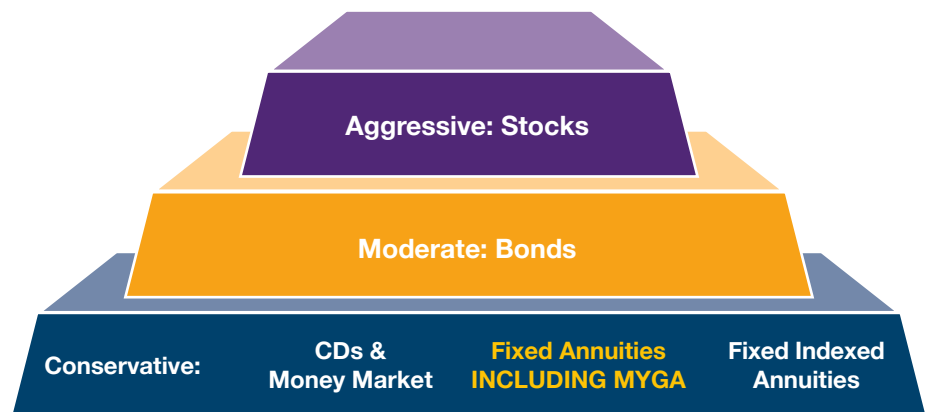 Aggressive: Stocks
Moderate: Bonds
Conservative:
CDs &
Money Market
Fixed Annuities
INCLUDING MYGA
Fixed Indexed
Annuities